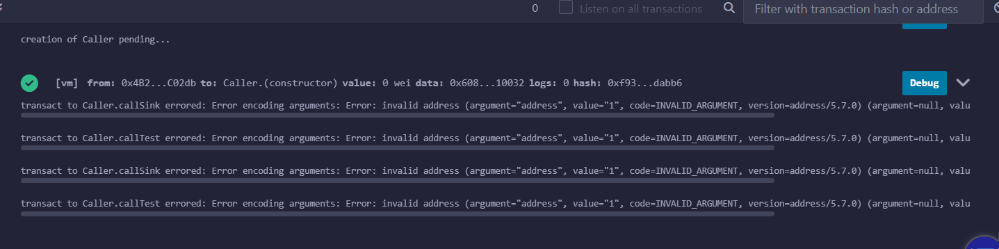 0 Listen on all transactions Filter with transaction hash or address
creation of Caller pending...
[vm] from: 0x4B2...C02db to: Caller.(constructor) value: 0 wei data: 0x608...10032 logs: 0 hash: 0xf93...dabb6 Debug
transact to Caller.callSink errored: Error encoding arguments: Error: invalid address (argument="address", value="1", code=INVALID_ARGUMENT, version=address/5.7.0) (argument=null, valu
transact to Caller.callTest errored: Error encoding arguments: Error: invalid address (argument="address", value="1", code=INVALID_ARGUMENT, version=address/5.7.0) (argument=null, valu
transact to Caller.callSink errored: Error encoding arguments: Error: invalid address (argument="address", value="1", code=INVALID_ARGUMENT, version=address/5.7.0) (argument=null, valu
transact to Caller.callTest errored: Error encoding arguments: Error: invalid address (argument="address", value="1", code=INVALID_ARGUMENT, version=address/5.7.0) (argument=null, valu